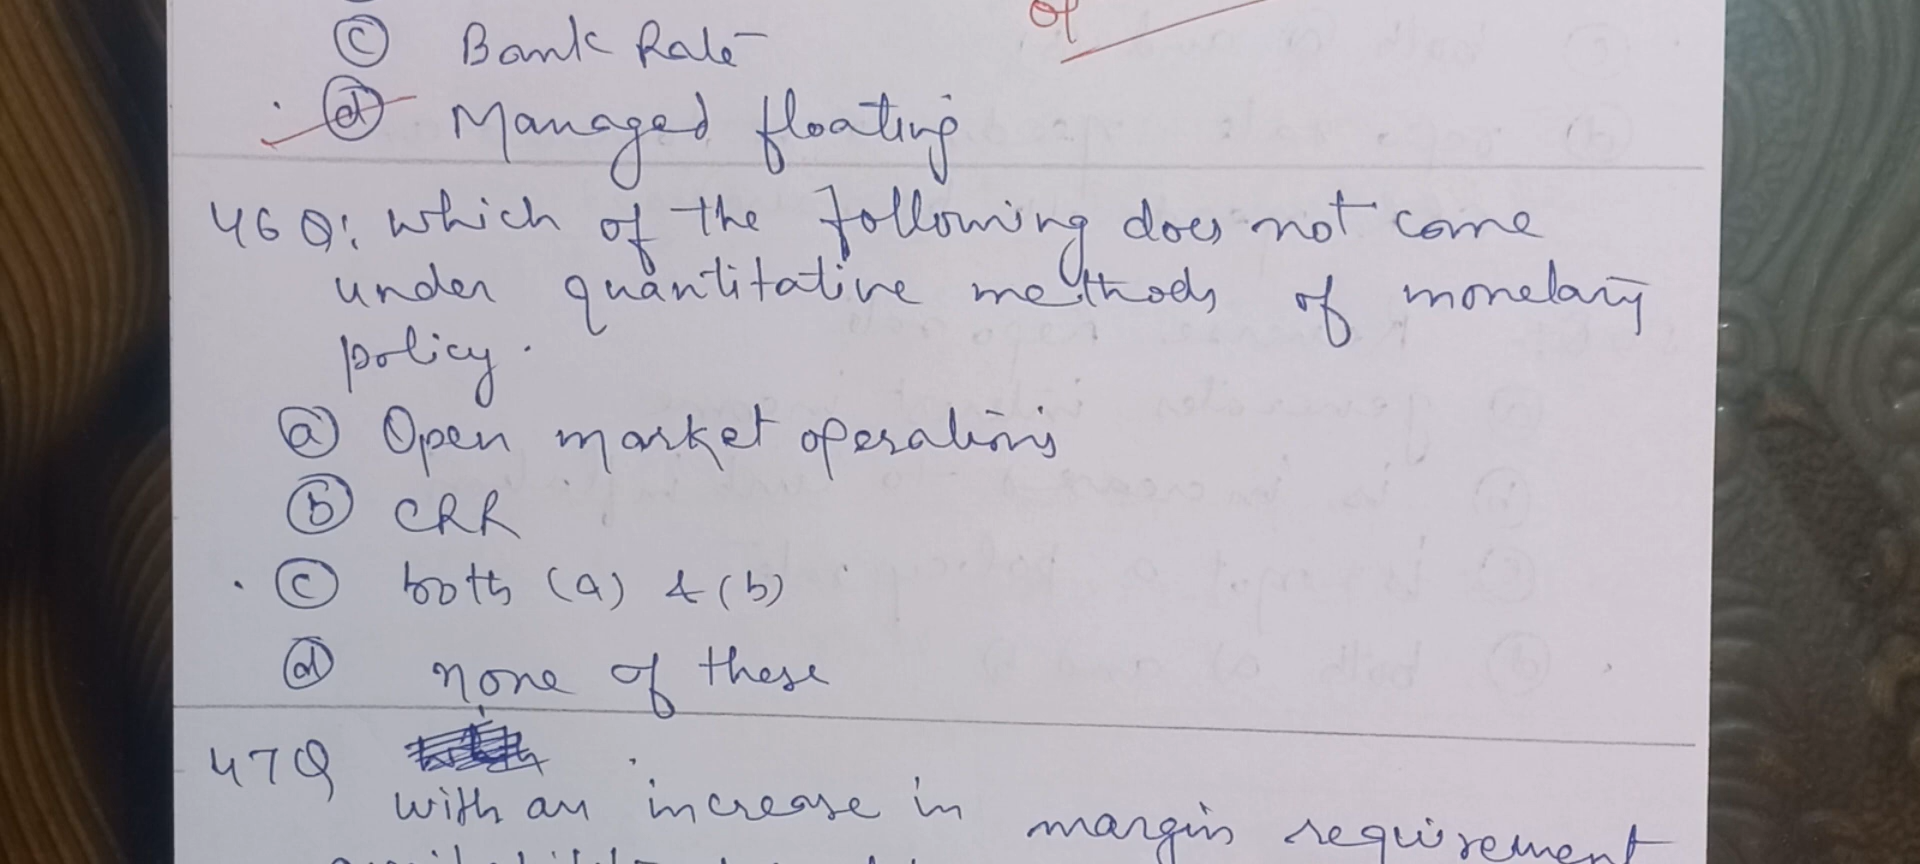 of
(c) Bank Rate
(d) Managed floating
46 Q: which of the following does not come
under quantitative methods of monetary
policy.
(a) Open market operations
(b) CRR
(c) both (a) & (b)
(d) none of these
47 Q
with an increase in margin requirement